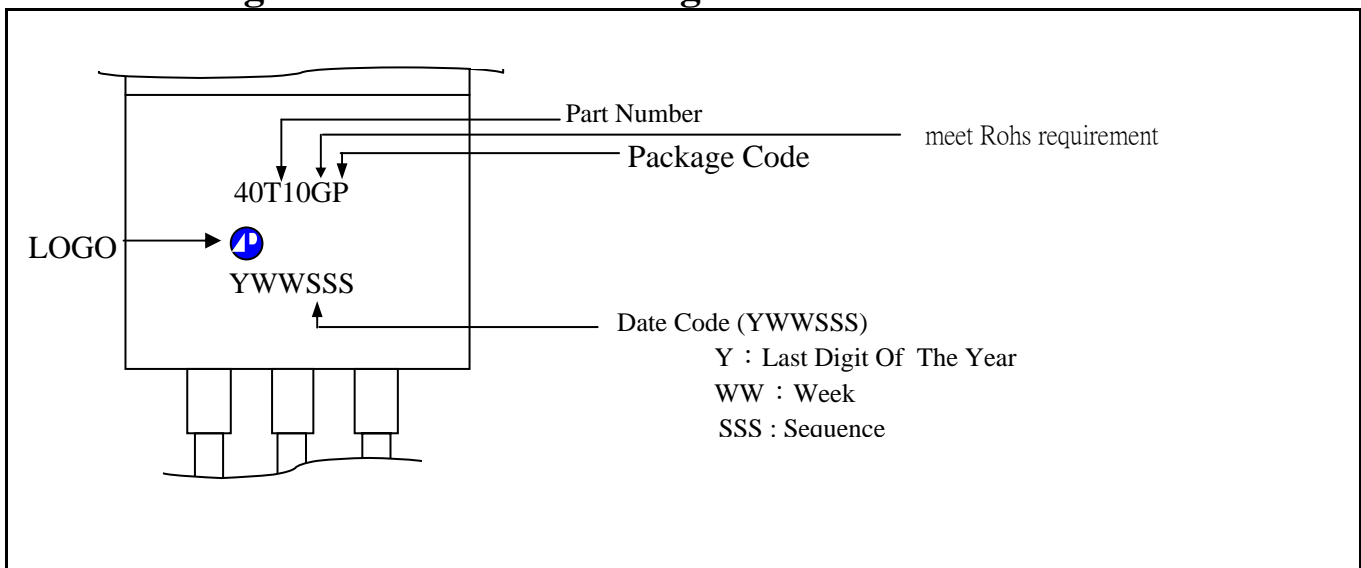 Part Number
meet Rohs requirement
Package Code
40T10GP
LOGO
YWWSSS
Date Code (YWWSSS)
Y：Last Digit Of The Year
WW：Week
SSS : Sequence